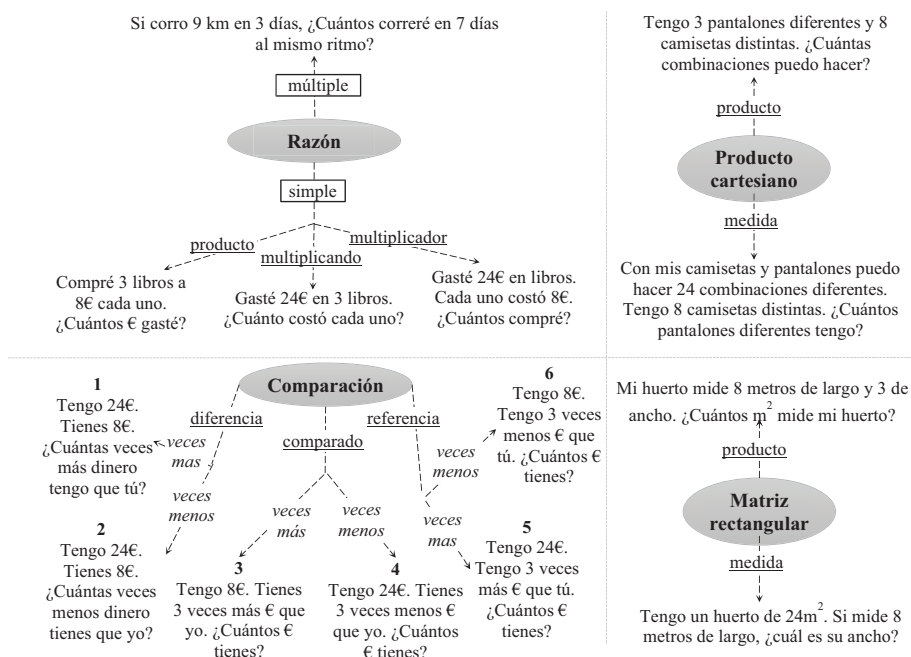 Si corro 9 km en 3 días, ¿Cuántos correré en 7 días
al mismo ritmo?
múltiple
Razón
simple
producto
multiplicando
multiplicador
Compré 3 libros a
8€ cada uno.
¿Cuántos € gasté?
Gasté 24€ en 3 libros.
¿Cuánto costó cada uno?
Gasté 24€ en libros.
Cada uno costó 8€.
¿Cuántos compré?
Tengo 3 pantalones diferentes y 8
camisetas distintas. ¿Cuántas
combinaciones puedo hacer?
producto
Producto
cartesiano
medida
Con mis camisetas y pantalones puedo
hacer 24 combinaciones diferentes.
Tengo 8 camisetas distintas. ¿Cuántos
pantalones diferentes tengo?
Comparación
diferencia
comparado
referencia
1
Tengo 24€.
Tienes 8€.
¿Cuántas veces
más dinero
tengo que tú?
veces
mas
veces
menos
2
Tengo 24€.
Tienes 8€.
¿Cuántas veces
menos dinero
tienes que yo?
veces
más
3
Tengo 8€. Tienes
3 veces más € que
yo. ¿Cuántos €
tienes?
veces
menos
4
Tengo 24€. Tienes
3 veces menos €
que yo. ¿Cuántos
€ tienes?
veces
mas
5
Tengo 24€.
Tengo 3 veces
más € que tú.
¿Cuántos €
tienes?
veces
menos
6
Tengo 8€.
Tengo 3 veces
menos € que
tú. ¿Cuántos €
tienes?
Mi huerto mide 8 metros de largo y 3 de
ancho. ¿Cuántos m² mide mi huerto?
producto
Matriz
rectangular
medida
Tengo un huerto de 24m². Si mide 8
metros de largo, ¿cuál es su ancho?